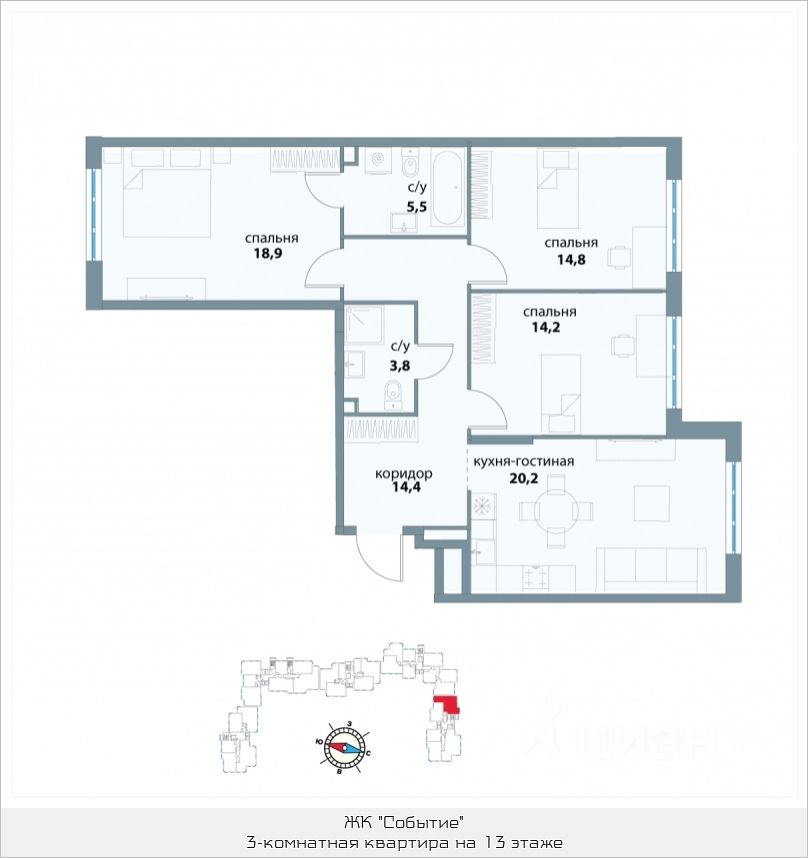 с/у
5,5
спальня
18,9
спальня
14,8
спальня
14,2
с/у
3,8
кухня-гостиная
20,2
коридор
14,4
З
Ю
С
В
циан
ЖК "Событие"
3-комнатная квартира на 13 этаже